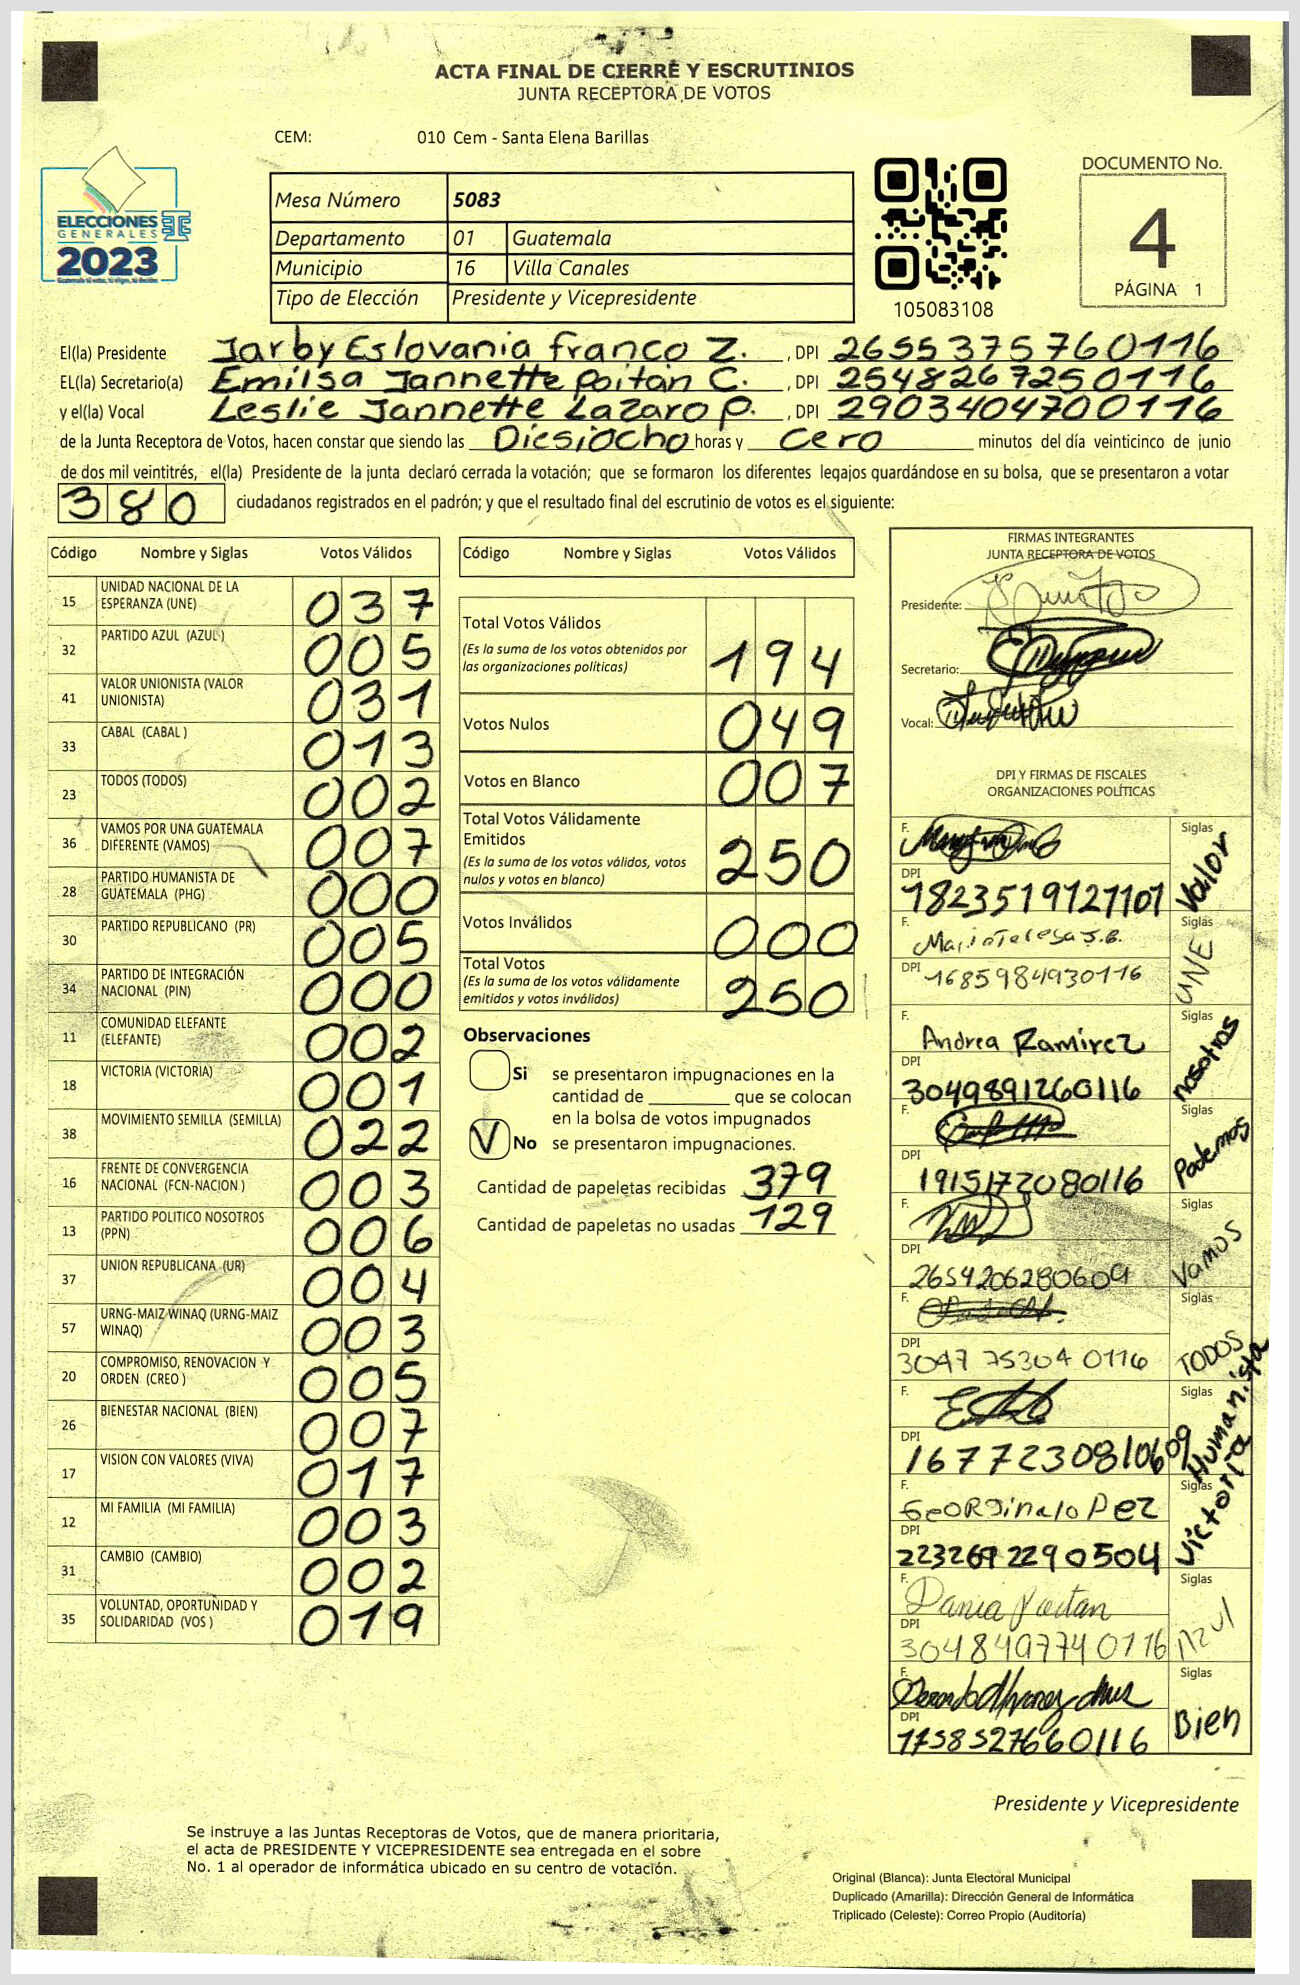 ACTA FINAL DE CIERRE Y ESCRUTINIOS
JUNTA RECEPTORA DE VOTOS
CEM: 010 Cem - Santa Elena Barillas
ELECCIONES
GENERALES
2023
Mesa Número 5083
Departamento 01 Guatemala
Municipio 16 Villa Canales
Tipo de Elección Presidente y Vicepresidente
105083108
DOCUMENTO No.
4
PÁGINA 1
El(la) Presidente Jarby Eslovania franco Z. , DPI 2655375760116
EL(la) Secretario(a) Emilsa Jannette Poitán C. , DPI 2548267250116
y el(la) Vocal Leslie Jannette Lazaro P. , DPI 2903404700116
de la Junta Receptora de Votos, hacen constar que siendo las Diesiocho horas y cero minutos del día veinticinco de junio
de dos mil veintitrés, el(la) Presidente de la junta declaró cerrada la votación; que se formaron los diferentes legajos quardándose en su bolsa, que se presentaron a votar
380 ciudadanos registrados en el padrón; y que el resultado final del escrutinio de votos es el siguiente:
Código Nombre y Siglas Votos Válidos
15 UNIDAD NACIONAL DE LA ESPERANZA (UNE) 037
32 PARTIDO AZUL (AZUL) 005
41 VALOR UNIONISTA (VALOR UNIONISTA) 031
33 CABAL (CABAL) 013
23 TODOS (TODOS) 002
36 VAMOS POR UNA GUATEMALA DIFERENTE (VAMOS) 007
28 PARTIDO HUMANISTA DE GUATEMALA (PHG) 000
30 PARTIDO REPUBLICANO (PR) 005
34 PARTIDO DE INTEGRACIÓN NACIONAL (PIN) 000
11 COMUNIDAD ELEFANTE (ELEFANTE) 002
18 VICTORIA (VICTORIA) 001
38 MOVIMIENTO SEMILLA (SEMILLA) 022
16 FRENTE DE CONVERGENCIA NACIONAL (FCN-NACION) 003
13 PARTIDO POLITICO NOSOTROS (PPN) 006
37 UNION REPUBLICANA (UR) 004
57 URNG-MAIZ WINAQ (URNG-MAIZ WINAQ) 003
20 COMPROMISO, RENOVACION Y ORDEN (CREO) 005
26 BIENESTAR NACIONAL (BIEN) 007
17 VISION CON VALORES (VIVA) 017
12 MI FAMILIA (MI FAMILIA) 003
31 CAMBIO (CAMBIO) 002
35 VOLUNTAD, OPORTUNIDAD Y SOLIDARIDAD (VOS) 019
Código Nombre y Siglas Votos Válidos
Total Votos Válidos 194
(Es la suma de los votos obtenidos por
las organizaciones políticas)
Votos Nulos 049
Votos en Blanco 007
Total Votos Válidamente
Emitidos 250
(Es la suma de los votos válidos, votos
nulos y votos en blanco)
Votos Inválidos 000
Total Votos 250
(Es la suma de los votos válidamente
emitidos y votos inválidos)
Observaciones
Si se presentaron impugnaciones en la
cantidad de ________ que se colocan
en la bolsa de votos impugnados
V No se presentaron impugnaciones.
Cantidad de papeletas recibidas 379
Cantidad de papeletas no usadas 129
FIRMAS INTEGRANTES
JUNTA RECEPTORA DE VOTOS
Presidente:
Secretario:
Vocal:
DPI Y FIRMAS DE FISCALES
ORGANIZACIONES POLÍTICAS
F. Siglas Valor
DPI 1823519121101
F. Siglas UNE
DPI 1685984930116
F. Andrea Ramirez Siglas nosotros
DPI 3049891260116
F. Siglas Podemos
DPI 1915172080116
F. Siglas Vamos
DPI 2654206280609
F. Siglas TODOS
DPI 3047 75304 0116
F. Siglas Humanista
DPI 1677230810609
F. Georgina lopez Siglas Victoria
DPI 2232692290504
F. Dania Poitan Siglas Azul
DPI 3048497740116
F. Siglas Bien
DPI 1758527660116
Presidente y Vicepresidente
Se instruye a las Juntas Receptoras de Votos, que de manera prioritaria,
el acta de PRESIDENTE Y VICEPRESIDENTE sea entregada en el sobre
No. 1 al operador de informática ubicado en su centro de votación.
Original (Blanca): Junta Electoral Municipal
Duplicado (Amarilla): Dirección General de Informática
Triplicado (Celeste): Correo Propio (Auditoría)